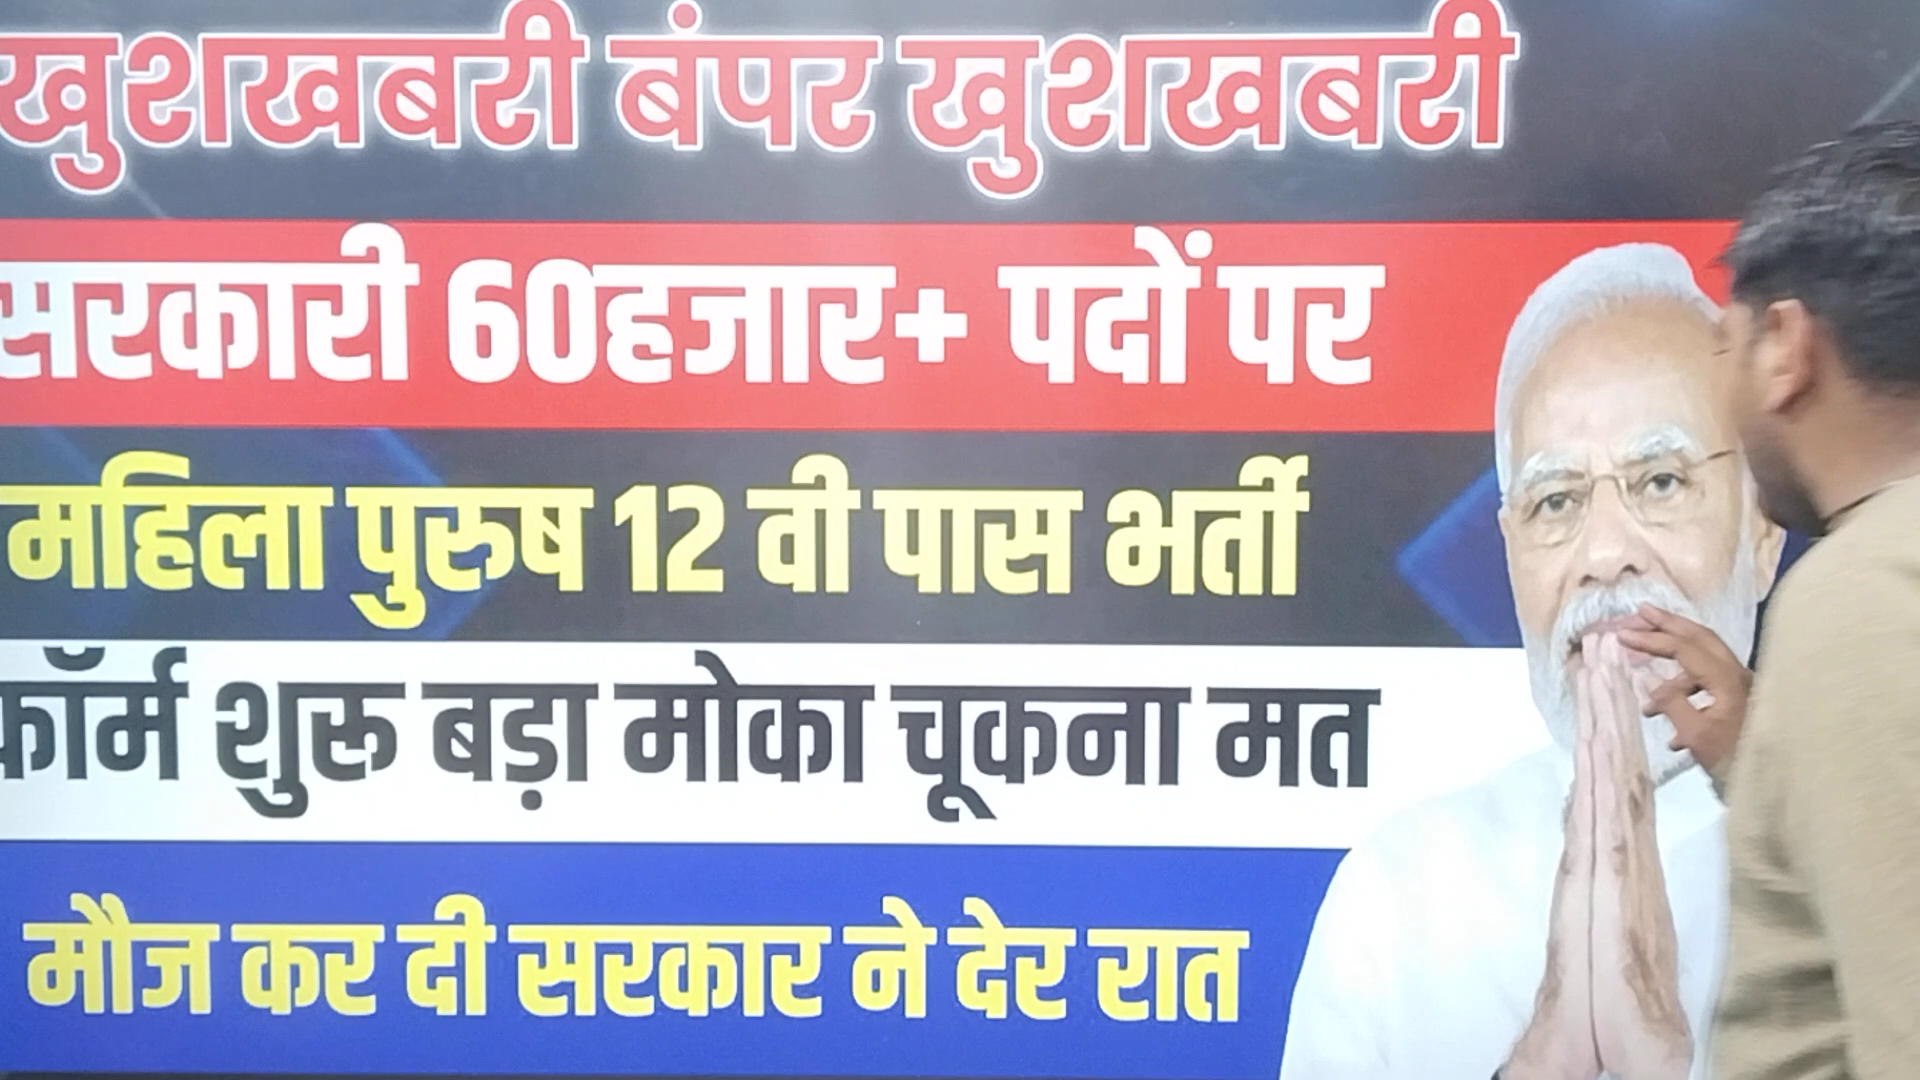 खुशखबरी बंपर खुशखबरी
सरकारी 60हजार+ पदों पर
महिला पुरुष 12 वी पास भर्ती
फॉर्म शुरू बड़ा मोका चूकना मत
मौज कर दी सरकार ने देर रात